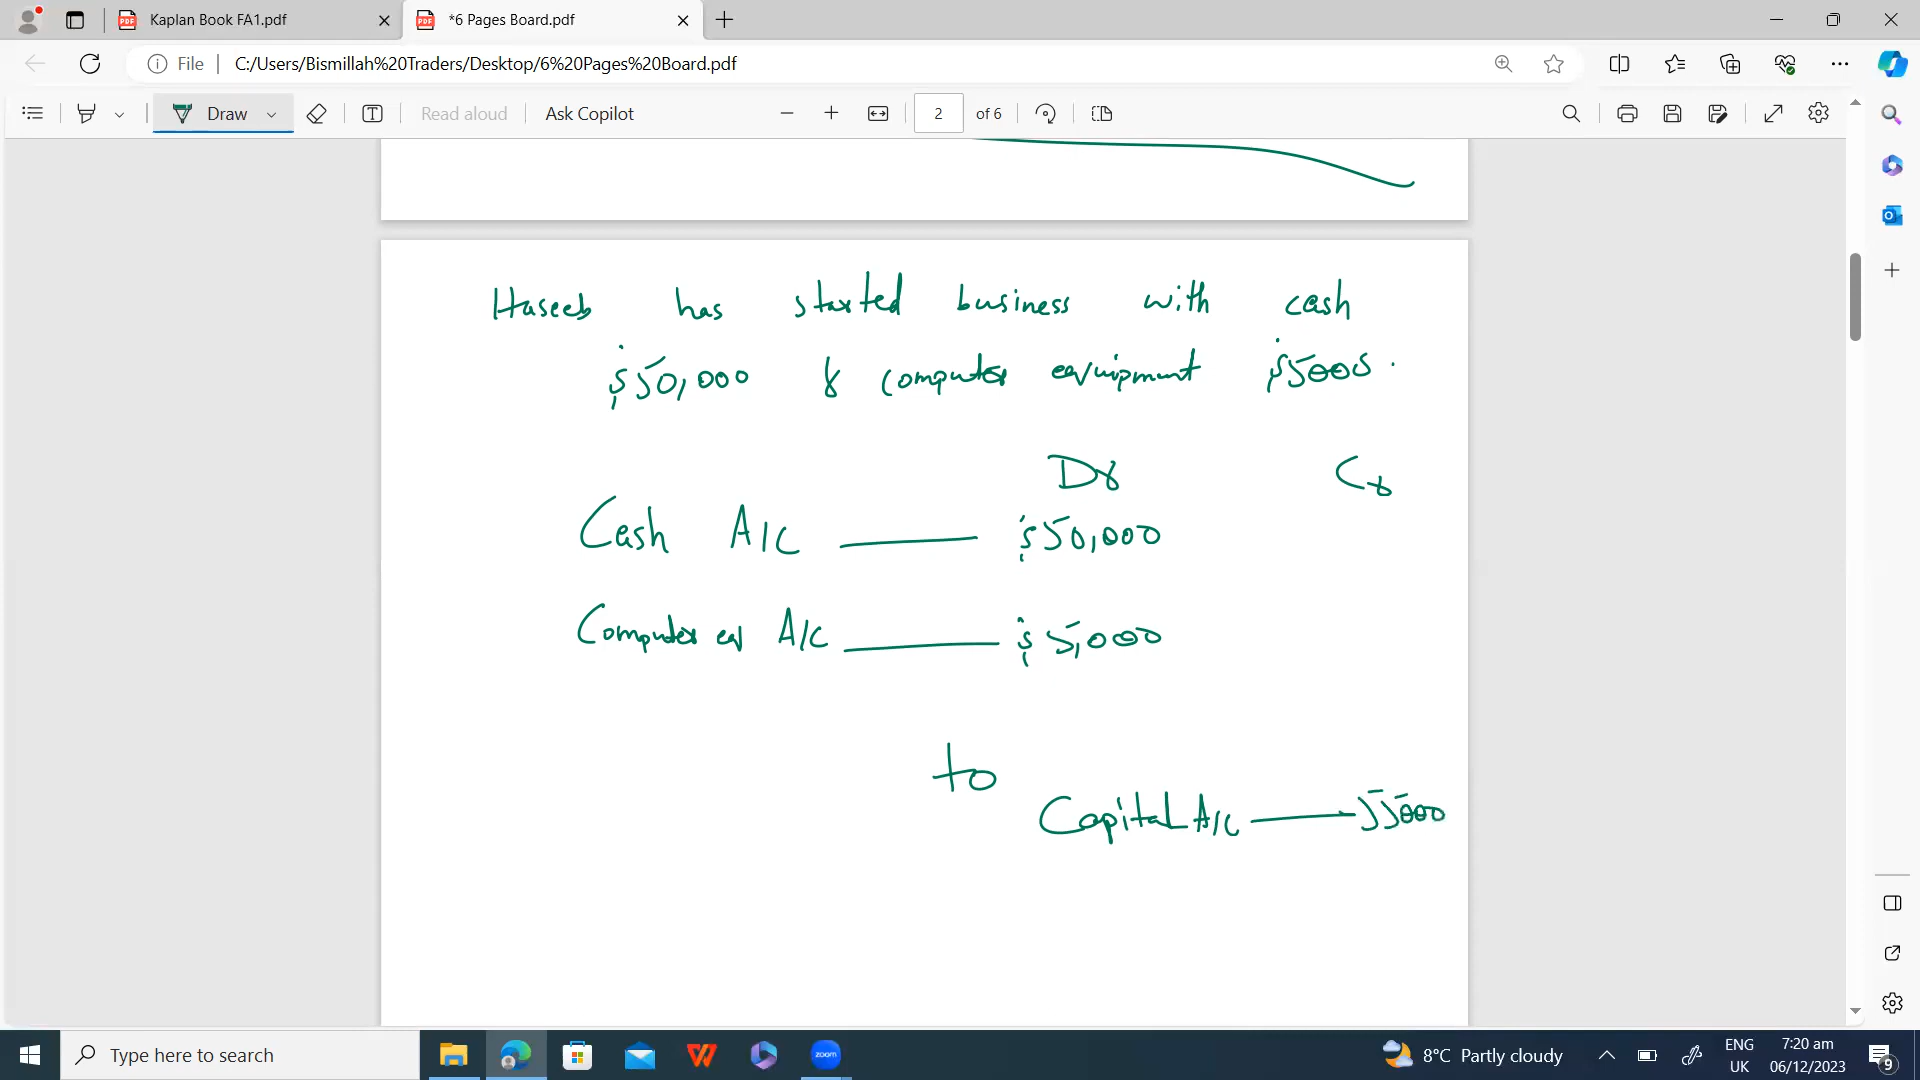 Kaplan Book FA1.pdf
*6 Pages Board.pdf
File
C:/Users/Bismillah%20Traders/Desktop/6%20Pages%20Board.pdf
Draw
Read aloud
Ask Copilot
2 of 6
Haseeb has started business with cash
$50,000 & computer equipment $5000.
Dr Cr
Cash A/C $50,000
Computer eq A/C $5,000
to
Capital A/C 55000
Type here to search
zoom
8°C Partly cloudy
ENG
UK
7:20 am
06/12/2023
9